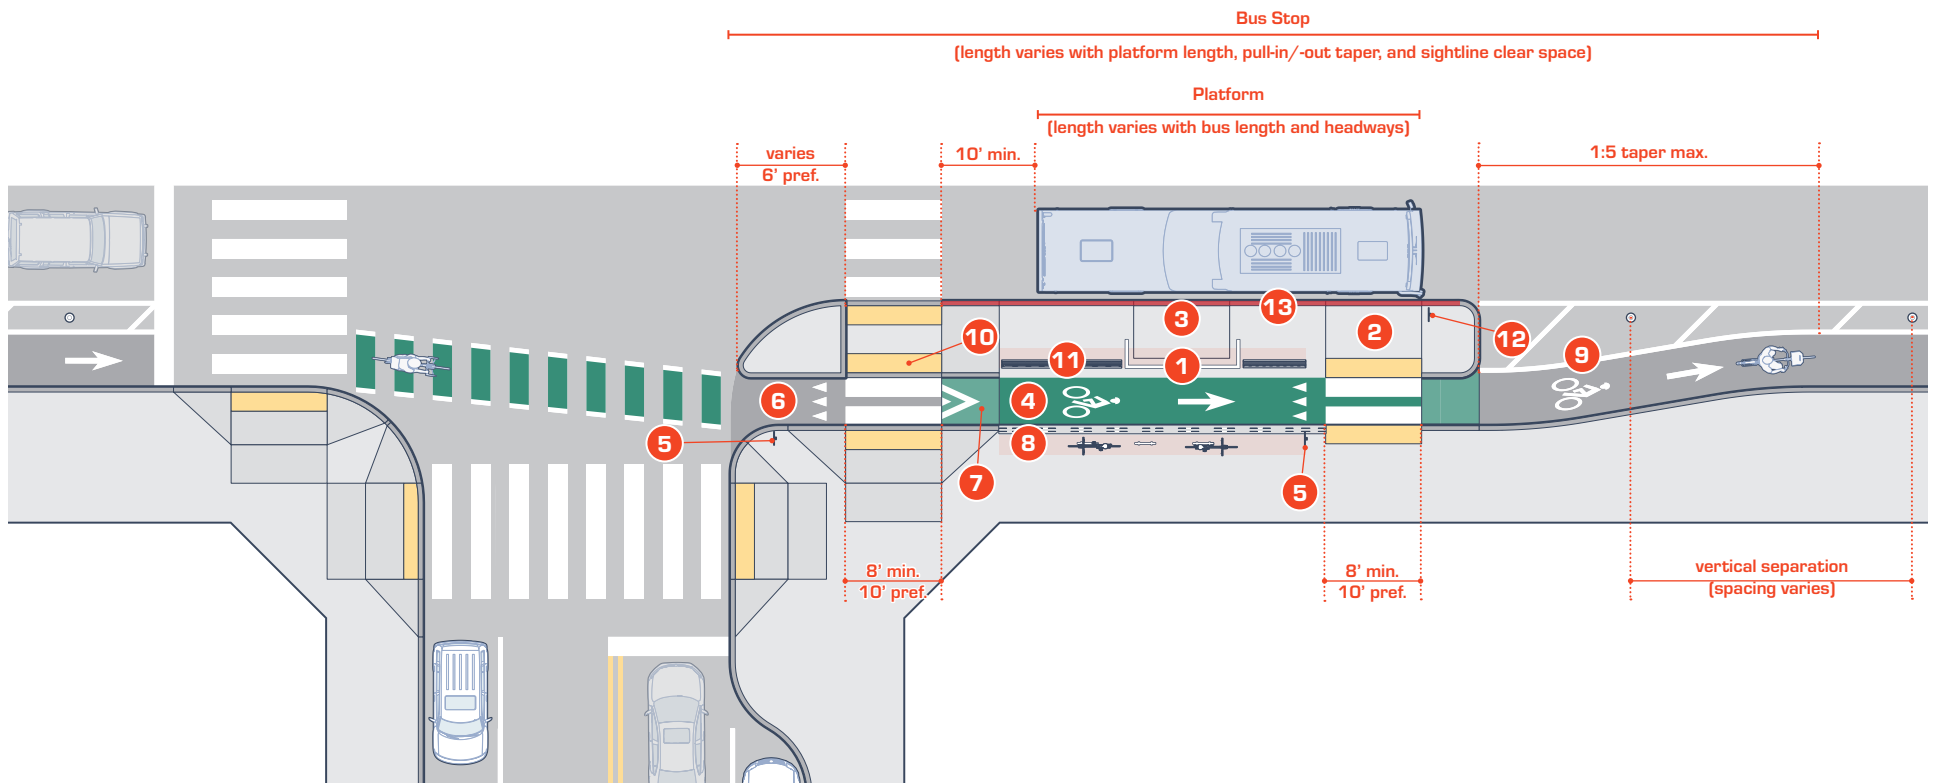 Bus Stop
(length varies with platform length, pull-in/-out taper, and sightline clear space)
Platform
(length varies with bus length and headways)
varies
6' pref.
10' min.
1:5 taper max.
13
3
2
12
10
11
1
9
6
4
5
8
7
5
8' min.
10' pref.
8' min.
10' pref.
vertical separation
(spacing varies)